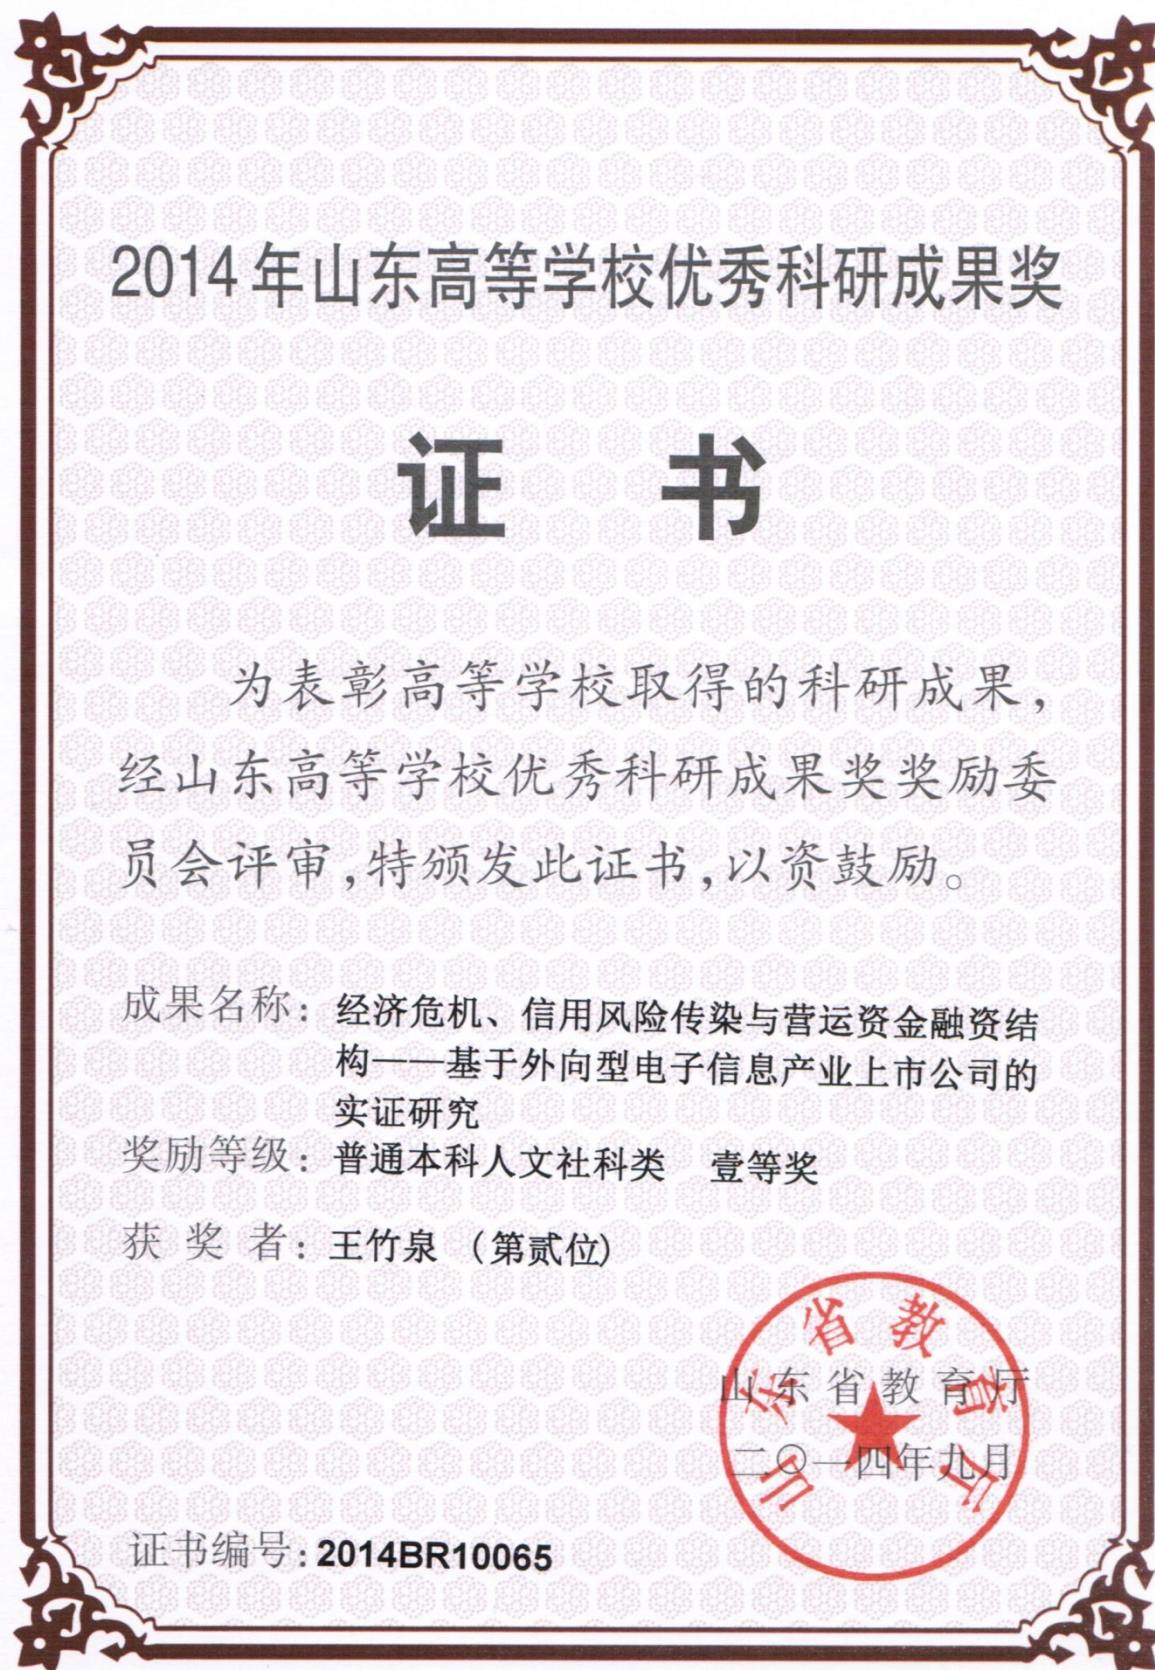 2014年山东高等学校优秀科研成果奖
证 书
为表彰高等学校取得的科研成果，
经山东高等学校优秀科研成果奖奖励委
员会评审，特颁发此证书，以资鼓励。
成果名称：经济危机、信用风险传染与营运资金融资结
构——基于外向型电子信息产业上市公司的
实证研究
奖励等级：普通本科人文社科类 壹等奖
获 奖 者：王竹泉 （第贰位）
山东省教育厅
山东省教育厅
二〇一四年九月
证书编号：2014BR10065